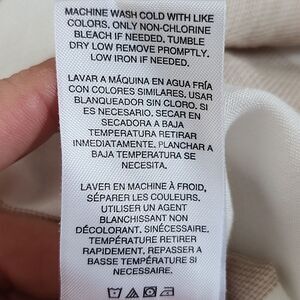 MACHINE WASH COLD WITH LIKE
COLORS. ONLY NON-CHLORINE
BLEACH IF NEEDED. TUMBLE
DRY LOW REMOVE PROMPTLY.
LOW IRON IF NEEDED.
LAVAR A MÁQUINA EN AGUA FRÍA
CON COLORES SIMILARES. USAR
BLANQUEADOR SIN CLORO. SI
ES NECESARIO. SECAR EN
SECADORA A BAJA
TEMPERATURA RETIRAR
INMEDIATAMENTE. PLANCHAR A
BAJA TEMPERATURA SE
NECESITA.
LAVER EN MACHINE À FROID,
SÉPARER LES COULEURS.
UTILISER UN AGENT
BLANCHISSANT NON
DÉCOLORANT. SINÉCESSAIRE.
TEMPÉRATURE RETIRER
RAPIDEMENT. REPASSER A
BASSE TEMPÉRATURE SI
NECESSAIRE.